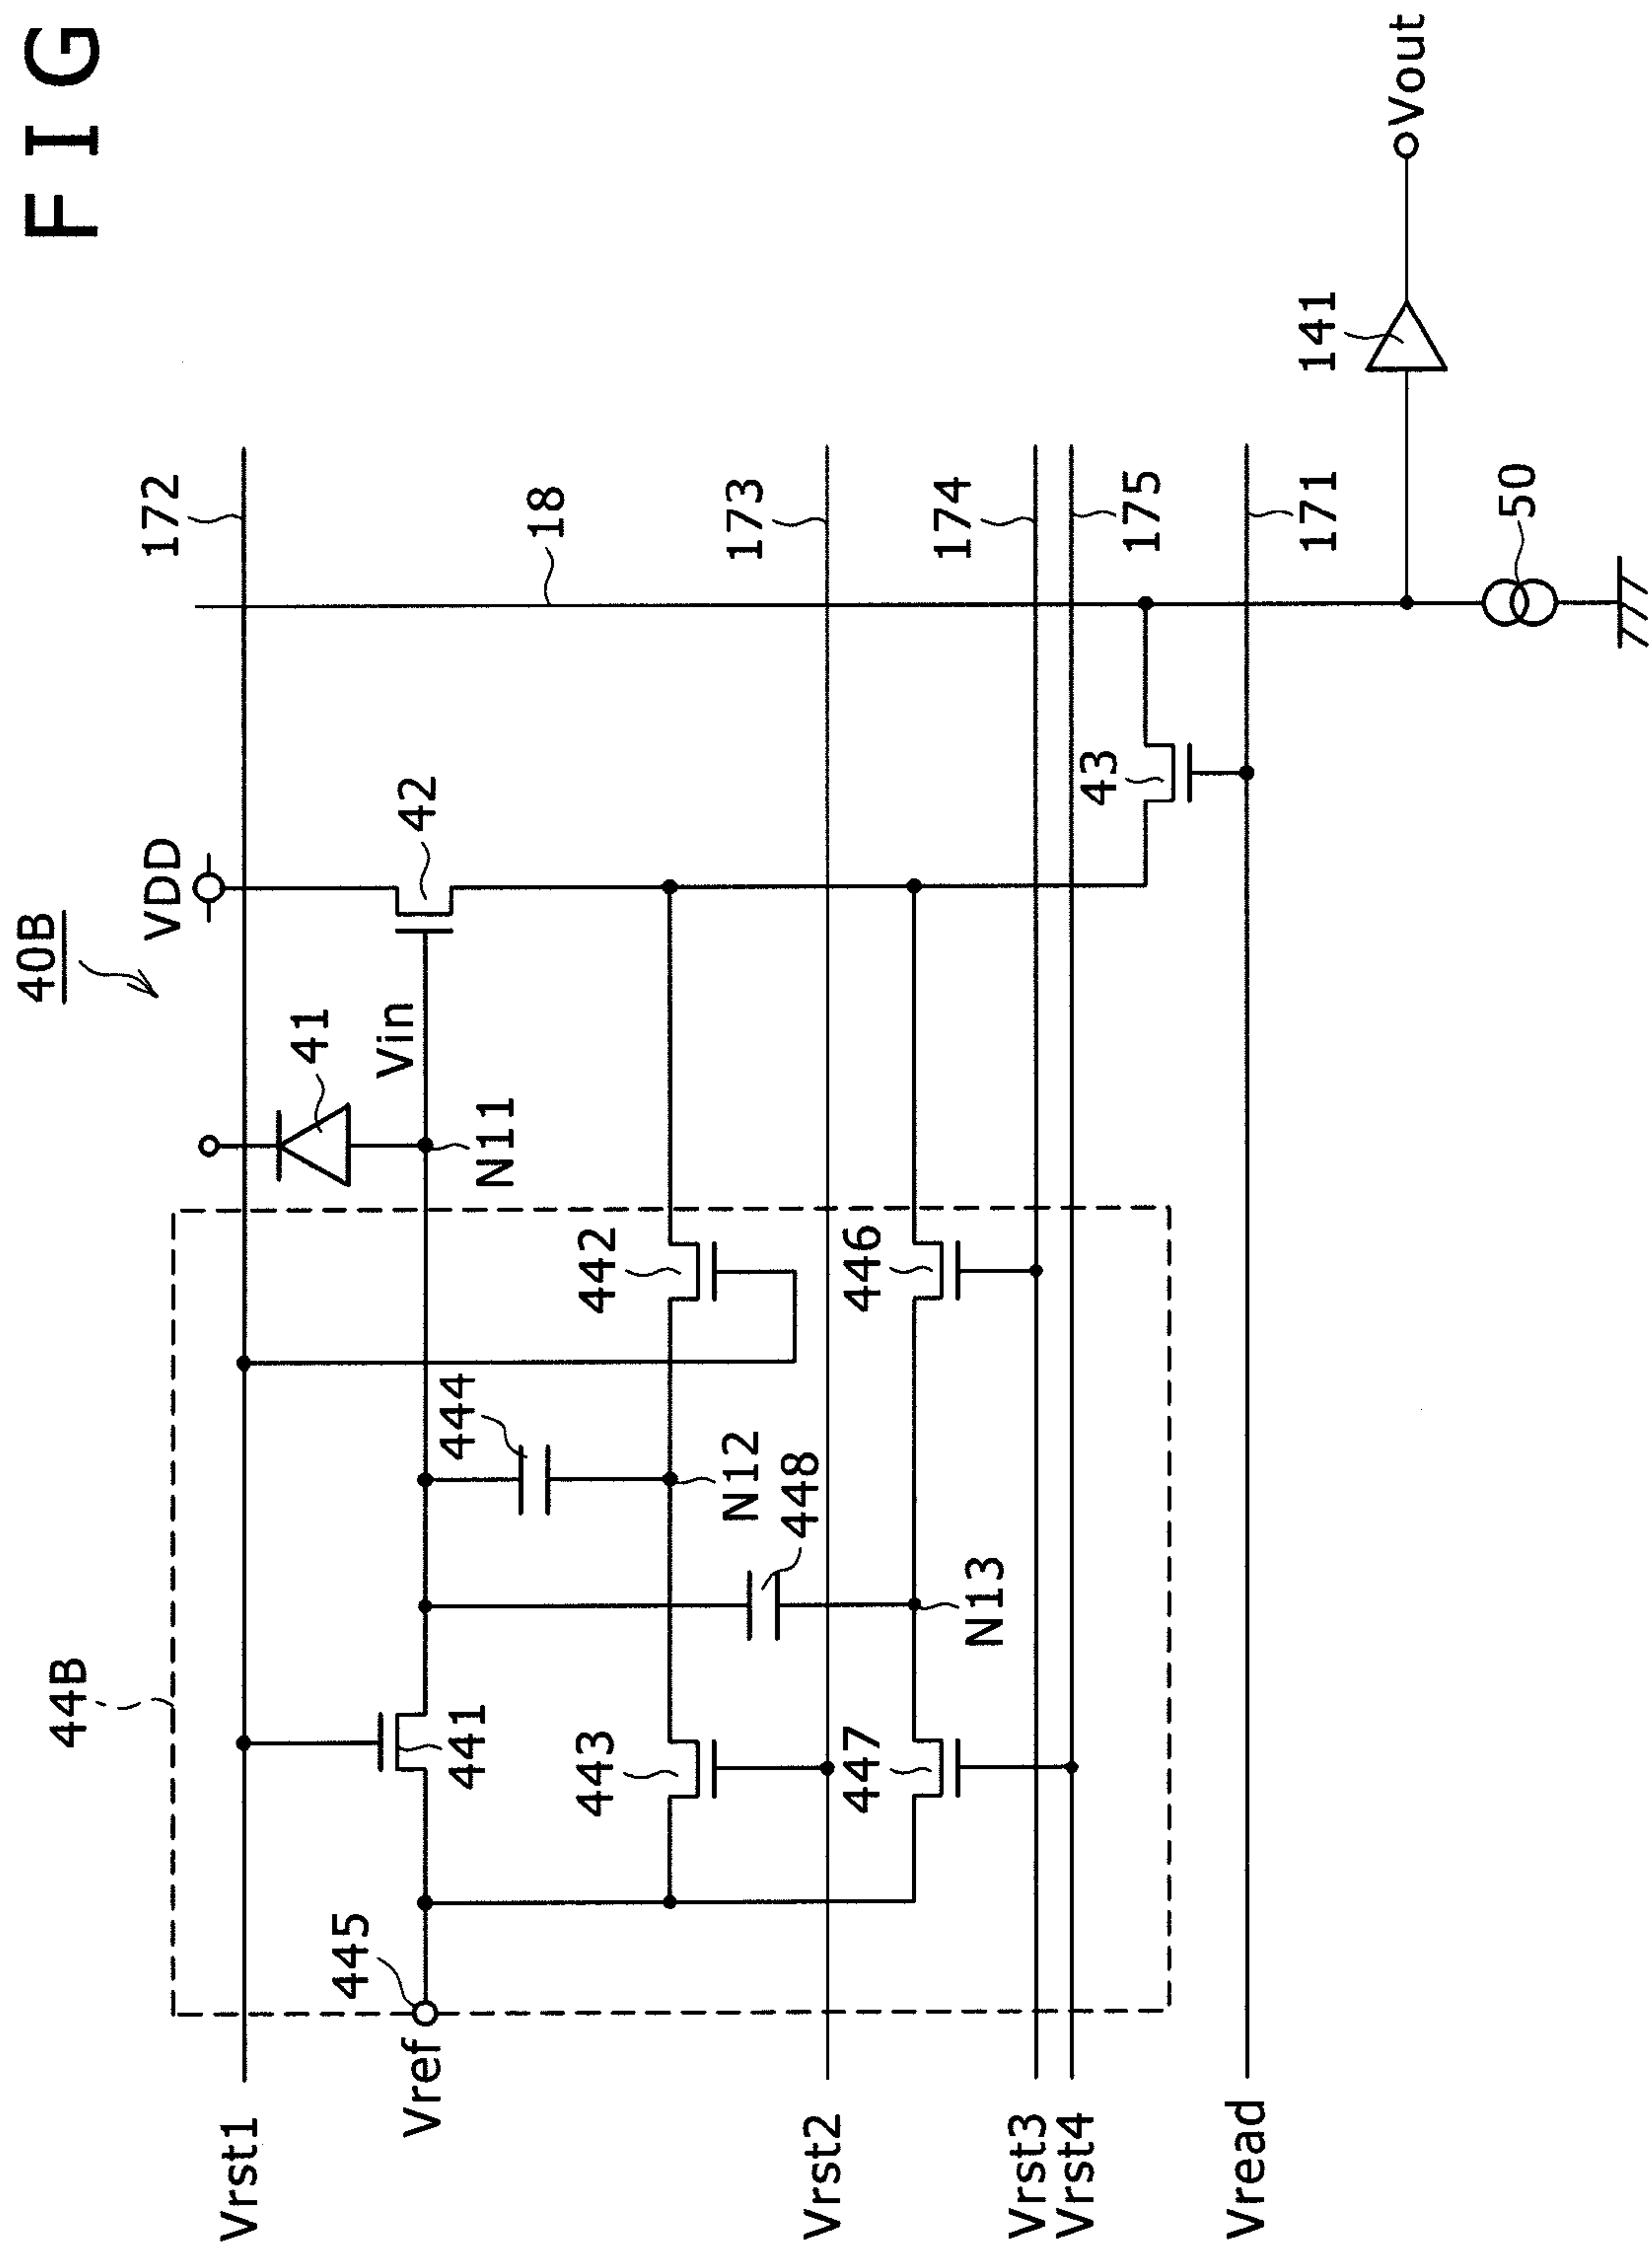 FIG
40B
44B
VDD
172
Vrst1
41
Vin
42
18
445
Vref
441
444
N11
443
442
N12
448
173
Vrst2
447
446
N13
174
Vrst3
175
Vrst4
43
171
Vread
141
Vout
50